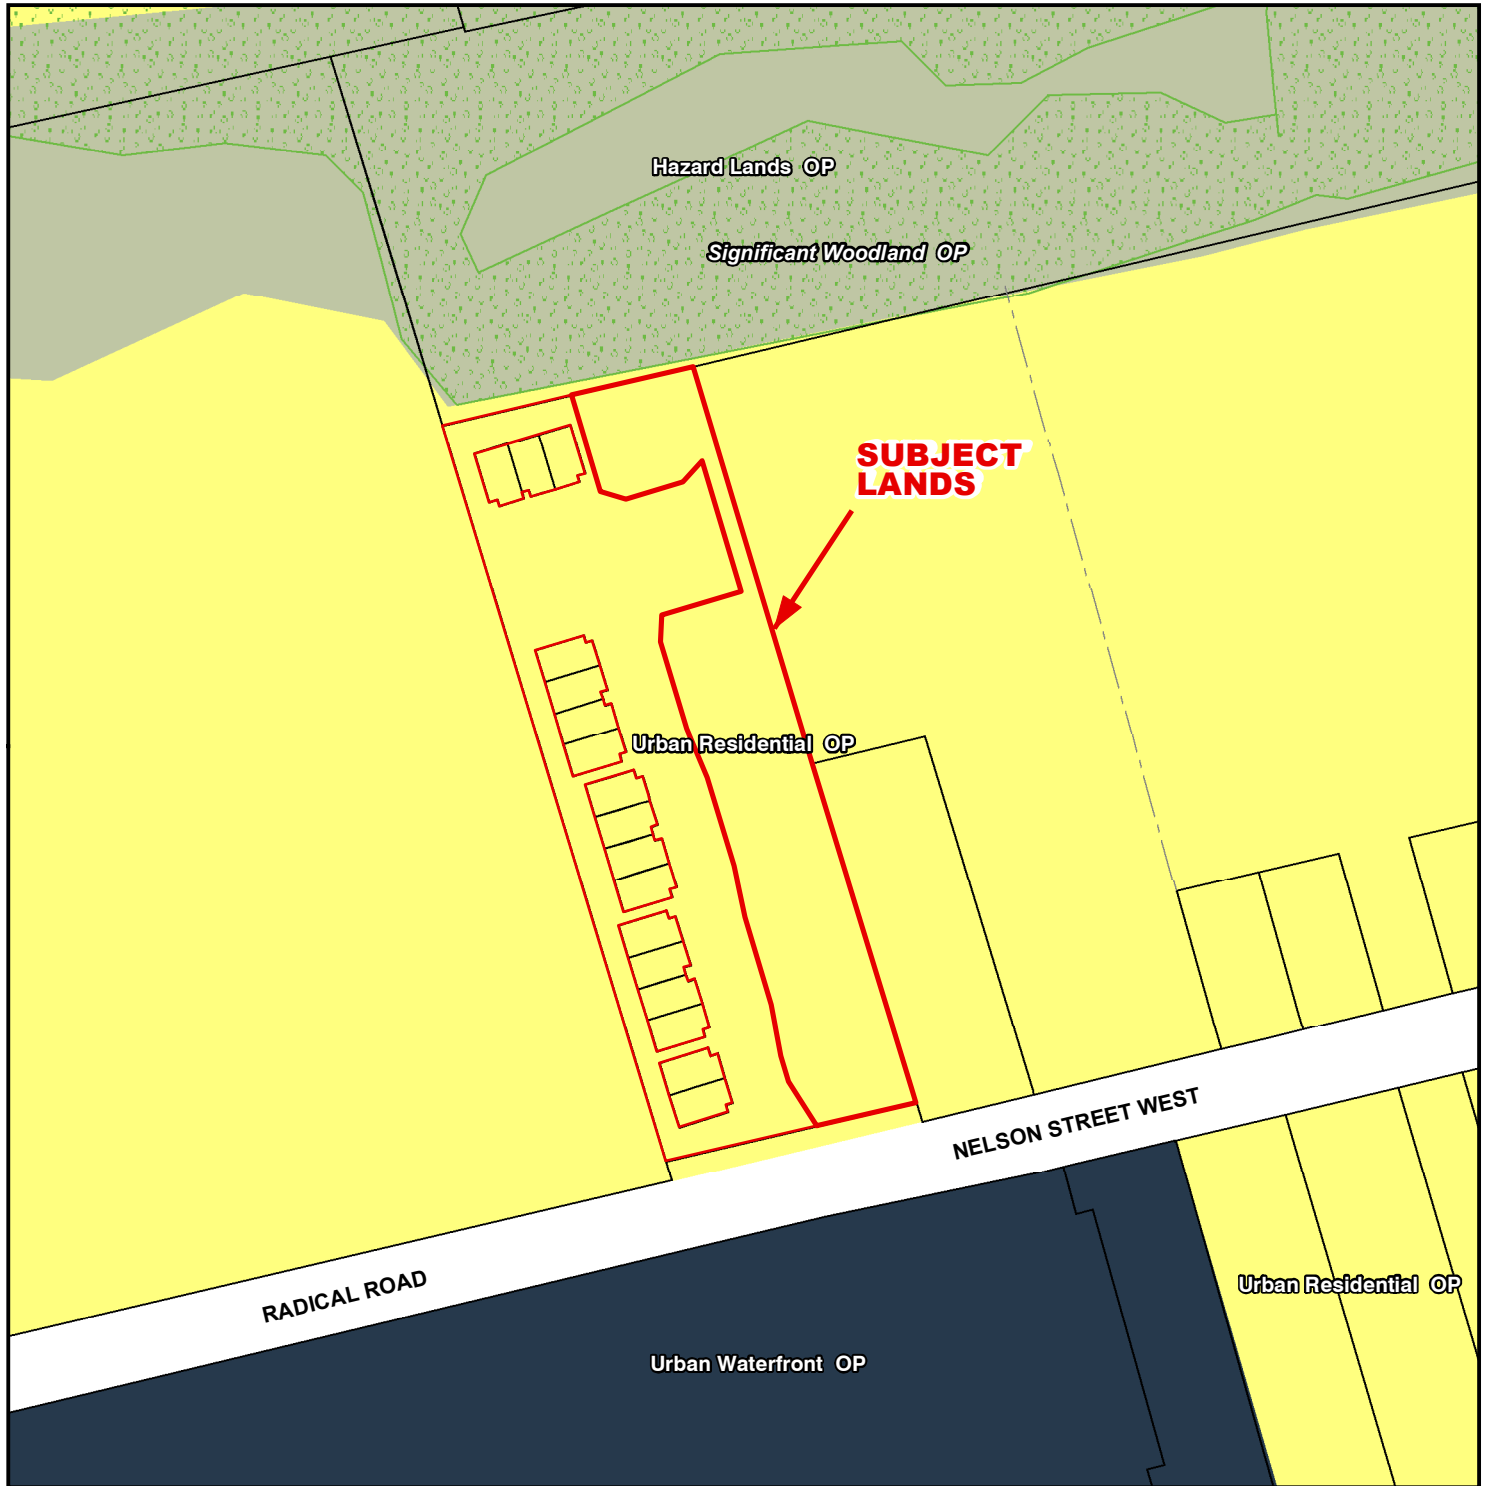 Hazard Lands OP
Significant Woodland OP
SUBJECT
LANDS
Urban Residential OP
NELSON STREET WEST
RADICAL ROAD
Urban Residential OP
Urban Waterfront OP